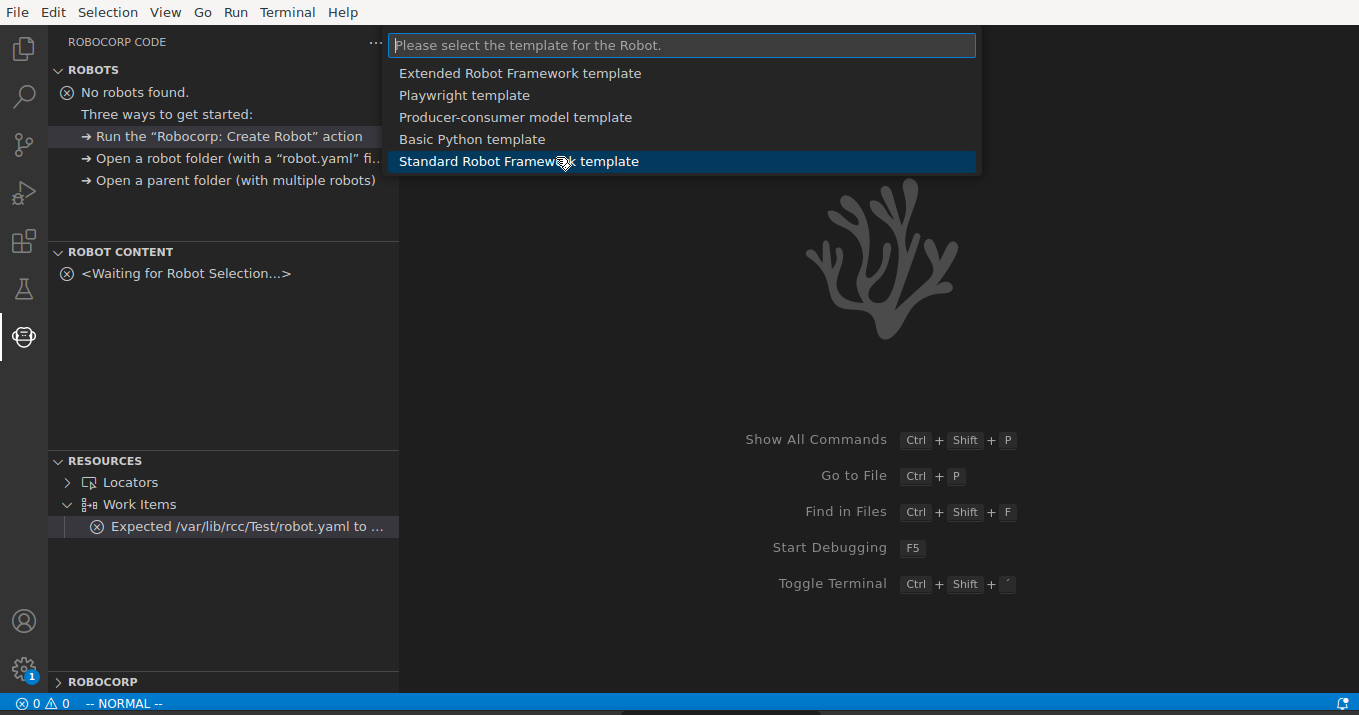 File Edit Selection View Go Run Terminal Help
ROBOCORP CODE
Please select the template for the Robot.
Extended Robot Framework template
Playwright template
Producer-consumer model template
Basic Python template
Standard Robot Framework template
ROBOTS
No robots found.
Three ways to get started:
➔ Run the “Robocorp: Create Robot” action
➔ Open a robot folder (with a “robot.yaml” fi...
➔ Open a parent folder (with multiple robots)
ROBOT CONTENT
<Waiting for Robot Selection...>
RESOURCES
Locators
Work Items
Expected /var/lib/rcc/Test/robot.yaml to ...
ROBOCORP
Show All Commands Ctrl + Shift + P
Go to File Ctrl + P
Find in Files Ctrl + Shift + F
Start Debugging F5
Toggle Terminal Ctrl + Shift + ´
1
0 0 -- NORMAL --